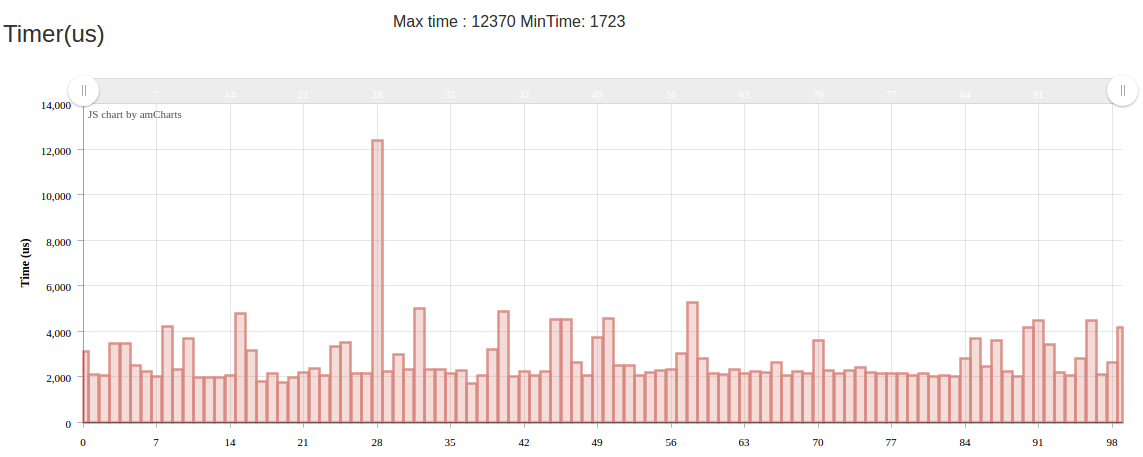 Max time : 12370 MinTime: 1723
Timer(us)
7 14 21 28 35 42 49 56 63 70 77 84 91 98
14,000
JS chart by amCharts
12,000
10,000
8,000
6,000
4,000
2,000
0
Time (us)
0 7 14 21 28 35 42 49 56 63 70 77 84 91 98